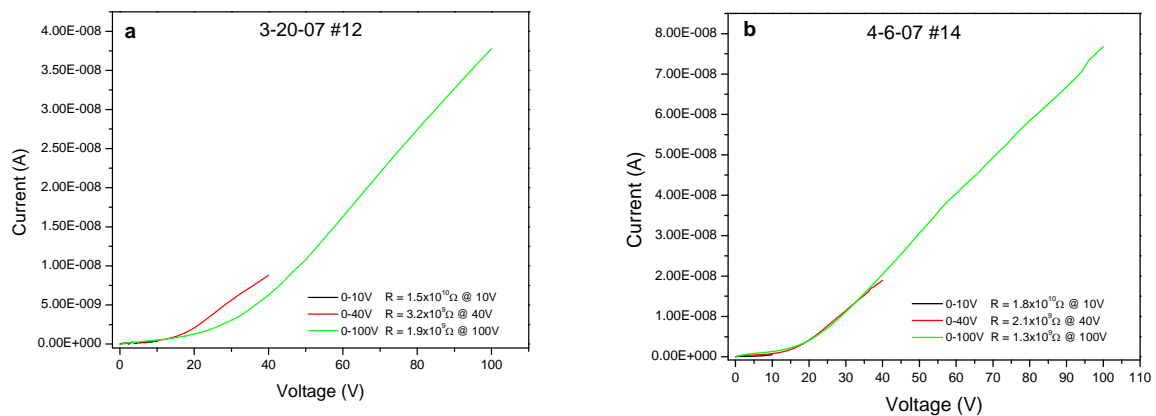 a
3-20-07 #12
4.00E-008
3.50E-008
3.00E-008
2.50E-008
2.00E-008
1.50E-008
1.00E-008
5.00E-009
0.00E+000
Current (A)
0-10V R = 1.5x10¹⁰Ω @ 10V
0-40V R = 3.2x10⁹Ω @ 40V
0-100V R = 1.9x10⁹Ω @ 100V
0 20 40 60 80 100
Voltage (V)
b
4-6-07 #14
8.00E-008
7.00E-008
6.00E-008
5.00E-008
4.00E-008
3.00E-008
2.00E-008
1.00E-008
0.00E+000
Current (A)
0-10V R = 1.8x10¹⁰Ω @ 10V
0-40V R = 2.1x10⁹Ω @ 40V
0-100V R = 1.3x10⁹Ω @ 100V
0 10 20 30 40 50 60 70 80 90 100 110
Voltage (V)